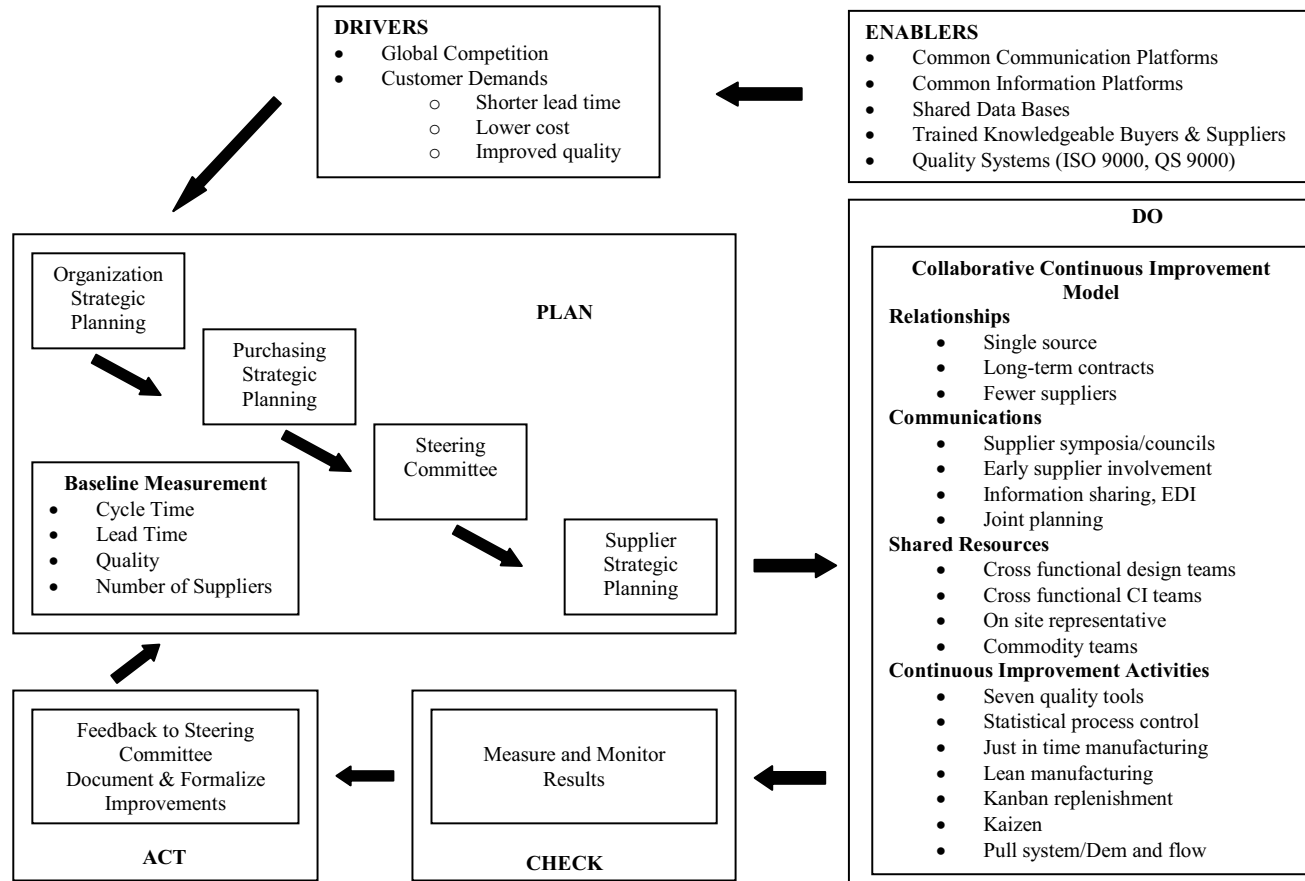 DRIVERS
• Global Competition
• Customer Demands
o Shorter lead time
o Lower cost
o Improved quality
ENABLERS
• Common Communication Platforms
• Common Information Platforms
• Shared Data Bases
• Trained Knowledgeable Buyers & Suppliers
• Quality Systems (ISO 9000, QS 9000)
PLAN
Organization
Strategic
Planning
Purchasing
Strategic
Planning
Steering
Committee
Supplier
Strategic
Planning
Baseline Measurement
• Cycle Time
• Lead Time
• Quality
• Number of Suppliers
DO
Collaborative Continuous Improvement
Model
Relationships
• Single source
• Long-term contracts
• Fewer suppliers
Communications
• Supplier symposia/councils
• Early supplier involvement
• Information sharing, EDI
• Joint planning
Shared Resources
• Cross functional design teams
• Cross functional CI teams
• On site representative
• Commodity teams
Continuous Improvement Activities
• Seven quality tools
• Statistical process control
• Just in time manufacturing
• Lean manufacturing
• Kanban replenishment
• Kaizen
• Pull system/Dem and flow
Measure and Monitor
Results
CHECK
Feedback to Steering
Committee
Document & Formalize
Improvements
ACT